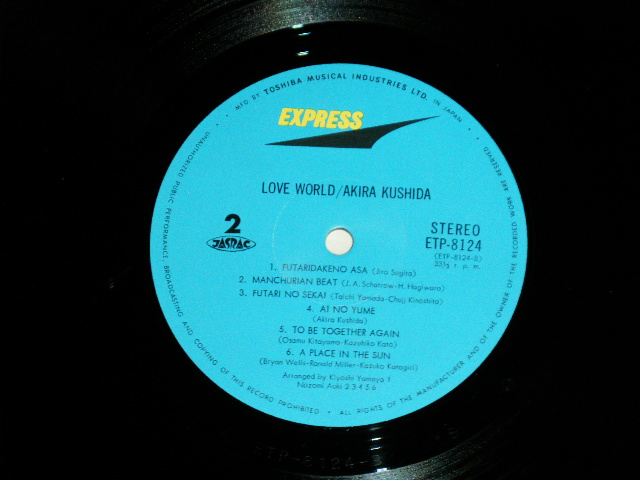 • MFG. BY TOSHIBA MUSICAL INDUSTRIES LTD. IN JAPAN •
EXPRESS
LOVE WORLD/AKIRA KUSHIDA
2
JASRAC
STEREO
ETP-8124
(ETP-8124-B)
33⅓ r. p. m.
1. FUTARIDAKENO ASA (Jiro Sugita)
2. MANCHURIAN BEAT (J. A. Schatrow-H. Hagiwara)
3. FUTARI NO SEKAI (Taichi Yamada-Chuji Kinoshita)
4. AI NO YUME
(Akira Kushida)
5. TO BE TOGETHER AGAIN
(Osamu Kitayama-Kazuhiko Kato)
6. A PLACE IN THE SUN
(Bryan Wells-Ronald Miller-Kazuko Katagiri)
Arranged by Kiyoshi Yamaya 1
Nozomi Aoki 2 3 4 5 6
UNAUTHORIZED PUBLIC PERFORMANCE, BROADCASTING AND COPYING OF THIS RECORD PROHIBITED • ALL RIGHTS OF THE MANUFACTURER AND OF THE OWNER OF THE RECORDED WORK ARE RESERVED •
ETP-8124-B